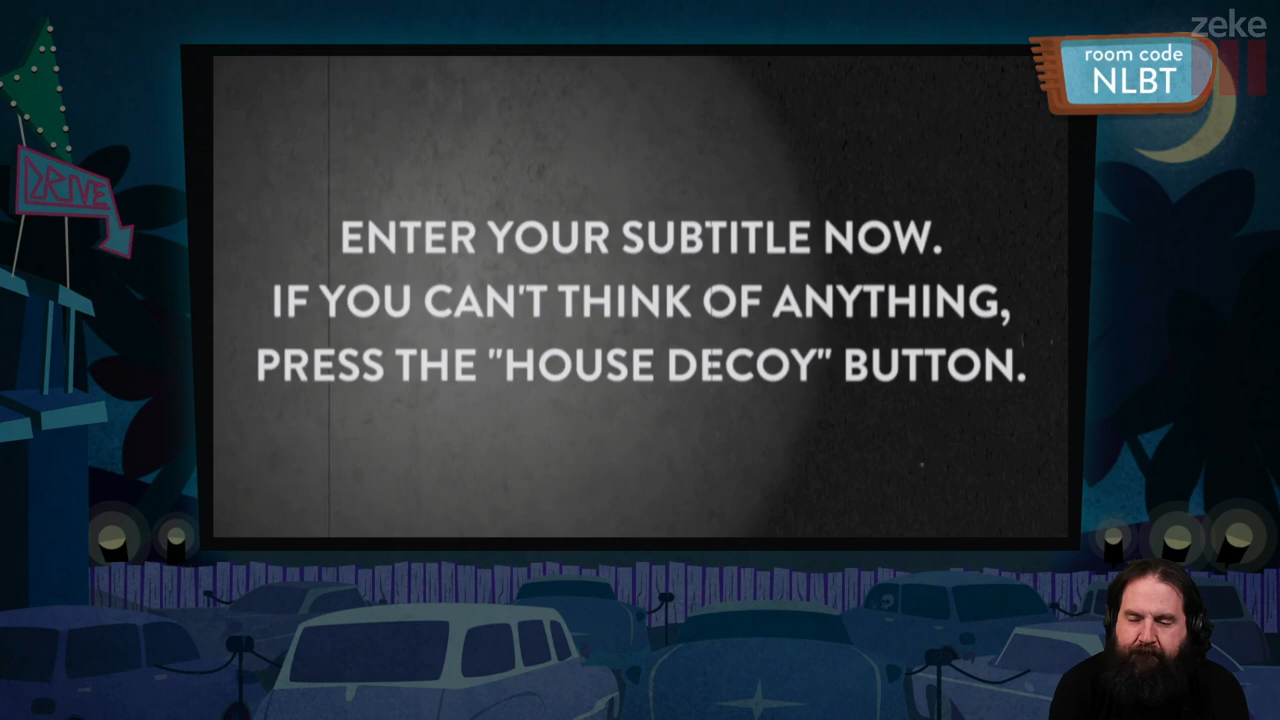 zeke
room code
NLBT
DRIVE
ENTER YOUR SUBTITLE NOW.
IF YOU CAN'T THINK OF ANYTHING,
PRESS THE "HOUSE DECOY" BUTTON.